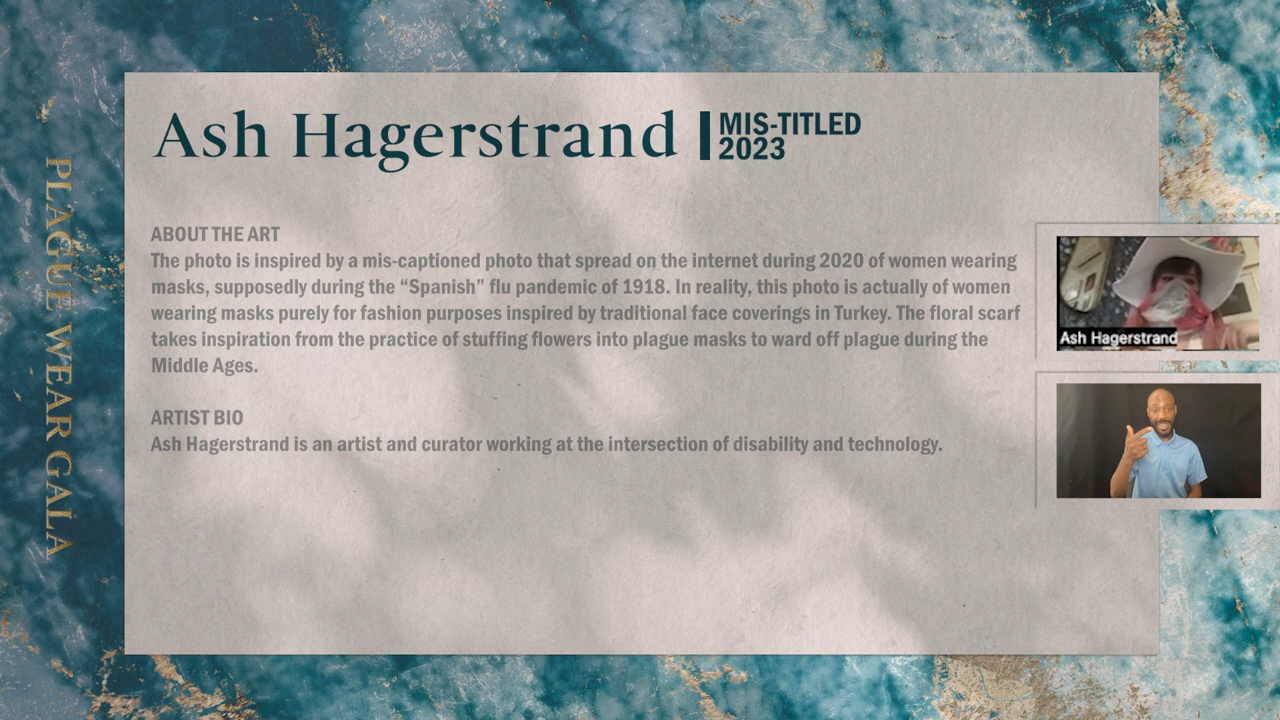 PLAGUE WEAR GALA
Ash Hagerstrand
MIS-TITLED
2023
ABOUT THE ART
The photo is inspired by a mis-captioned photo that spread on the internet during 2020 of women wearing
masks, supposedly during the “Spanish” flu pandemic of 1918. In reality, this photo is actually of women
wearing masks purely for fashion purposes inspired by traditional face coverings in Turkey. The floral scarf
takes inspiration from the practice of stuffing flowers into plague masks to ward off plague during the
Middle Ages.
ARTIST BIO
Ash Hagerstrand is an artist and curator working at the intersection of disability and technology.
Ash Hagerstrand